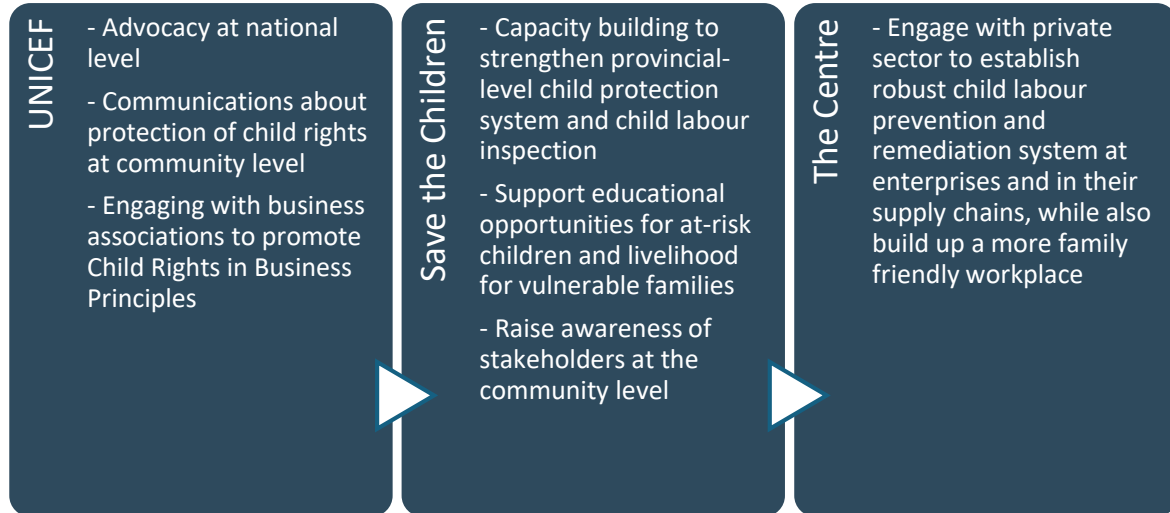 UNICEF
- Advocacy at national
level
- Communications about
protection of child rights
at community level
- Engaging with business
associations to promote
Child Rights in Business
Principles
Save the Children
- Capacity building to
strengthen provincial-
level child protection
system and child labour
inspection
- Support educational
opportunities for at-risk
children and livelihood
for vulnerable families
- Raise awareness of
stakeholders at the
community level
The Centre
- Engage with private
sector to establish
robust child labour
prevention and
remediation system at
enterprises and in their
supply chains, while also
build up a more family
friendly workplace